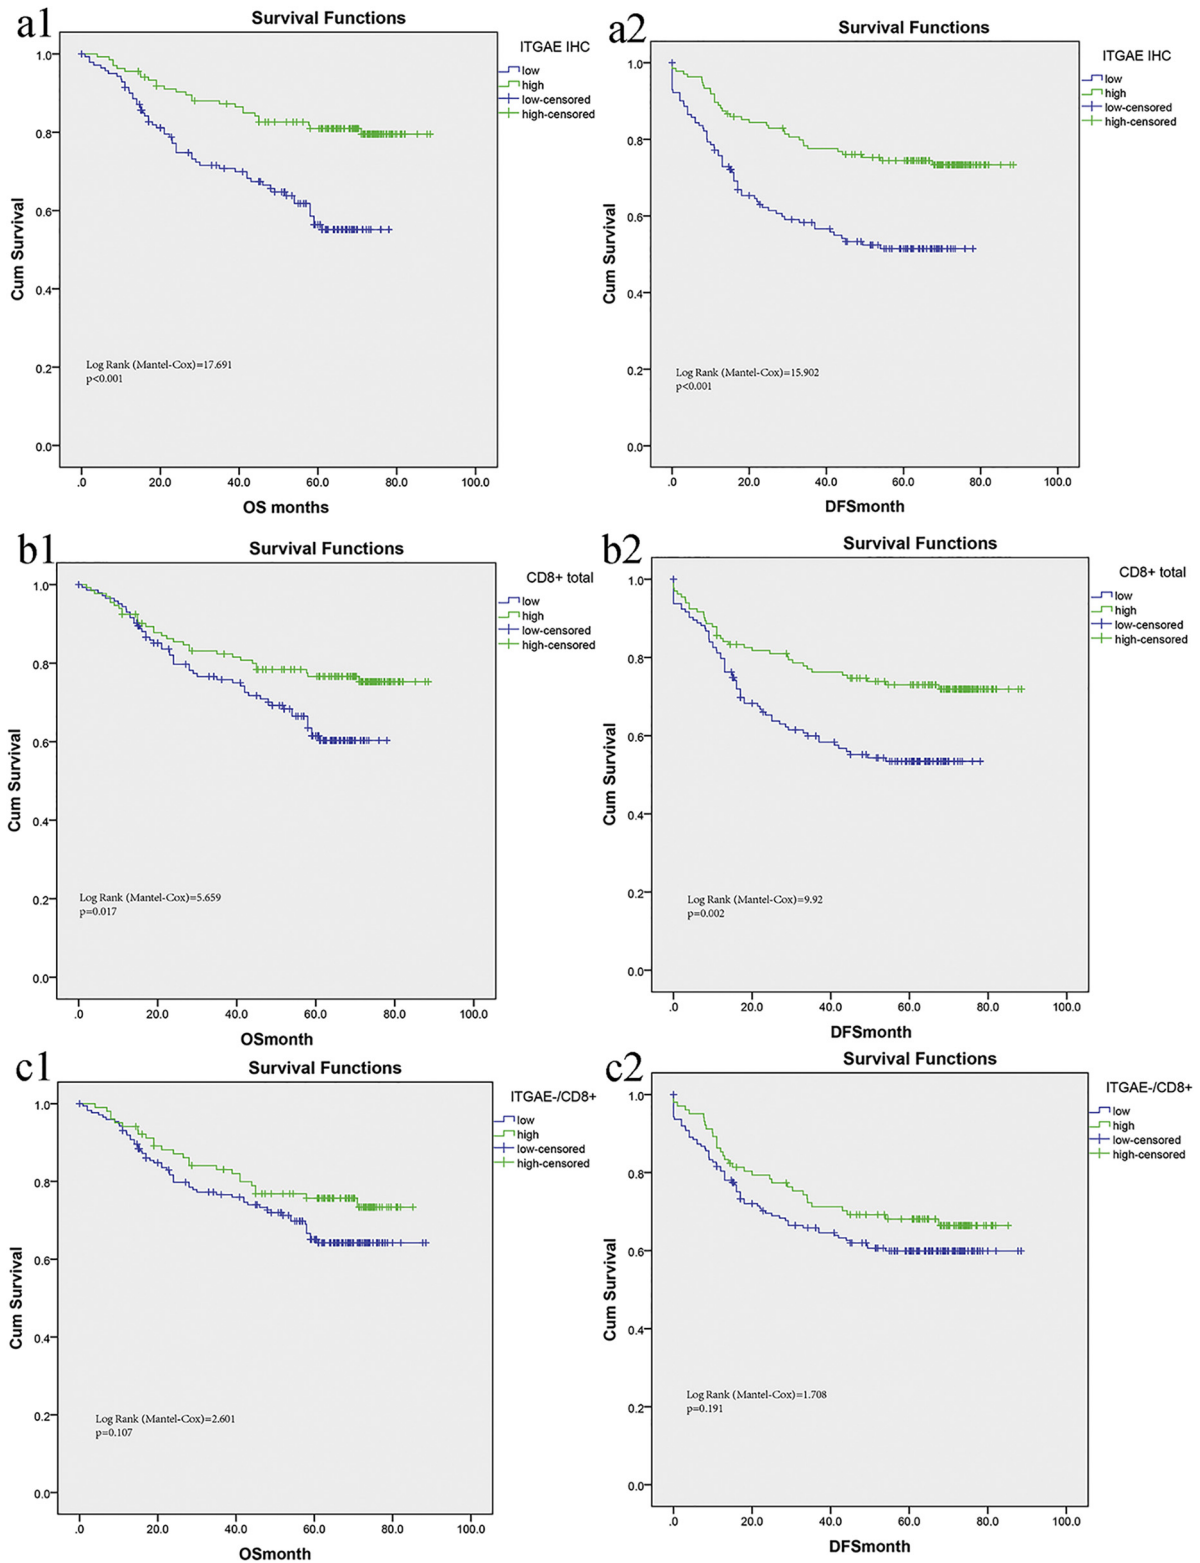 a1
Survival Functions
ITGAE IHC
low
high
low-censored
high-censored
1.0
0.8
0.6
0.4
0.2
0.0
Cum Survival
Log Rank (Mantel-Cox)=17.691
p<0.001
.0 20.0 40.0 60.0 80.0 100.0
OS months
a2
Survival Functions
ITGAE IHC
low
high
low-censored
high-censored
1.0
0.8
0.6
0.4
0.2
0.0
Cum Survival
Log Rank (Mantel-Cox)=15.902
p<0.001
.0 20.0 40.0 60.0 80.0 100.0
DFSmonth
b1
Survival Functions
CD8+ total
low
high
low-censored
high-censored
1.0
0.8
0.6
0.4
0.2
0.0
Cum Survival
Log Rank (Mantel-Cox)=5.659
p=0.017
.0 20.0 40.0 60.0 80.0 100.0
OSmonth
b2
Survival Functions
CD8+ total
low
high
low-censored
high-censored
1.0
0.8
0.6
0.4
0.2
0.0
Cum Survival
Log Rank (Mantel-Cox)=9.92
p=0.002
.0 20.0 40.0 60.0 80.0 100.0
DFSmonth
c1
Survival Functions
ITGAE-/CD8+
low
high
low-censored
high-censored
1.0
0.8
0.6
0.4
0.2
0.0
Cum Survival
Log Rank (Mantel-Cox)=2.601
p=0.107
.0 20.0 40.0 60.0 80.0 100.0
OSmonth
c2
Survival Functions
ITGAE-/CD8+
low
high
low-censored
high-censored
1.0
0.8
0.6
0.4
0.2
0.0
Cum Survival
Log Rank (Mantel-Cox)=1.708
p=0.191
.0 20.0 40.0 60.0 80.0 100.0
DFSmonth